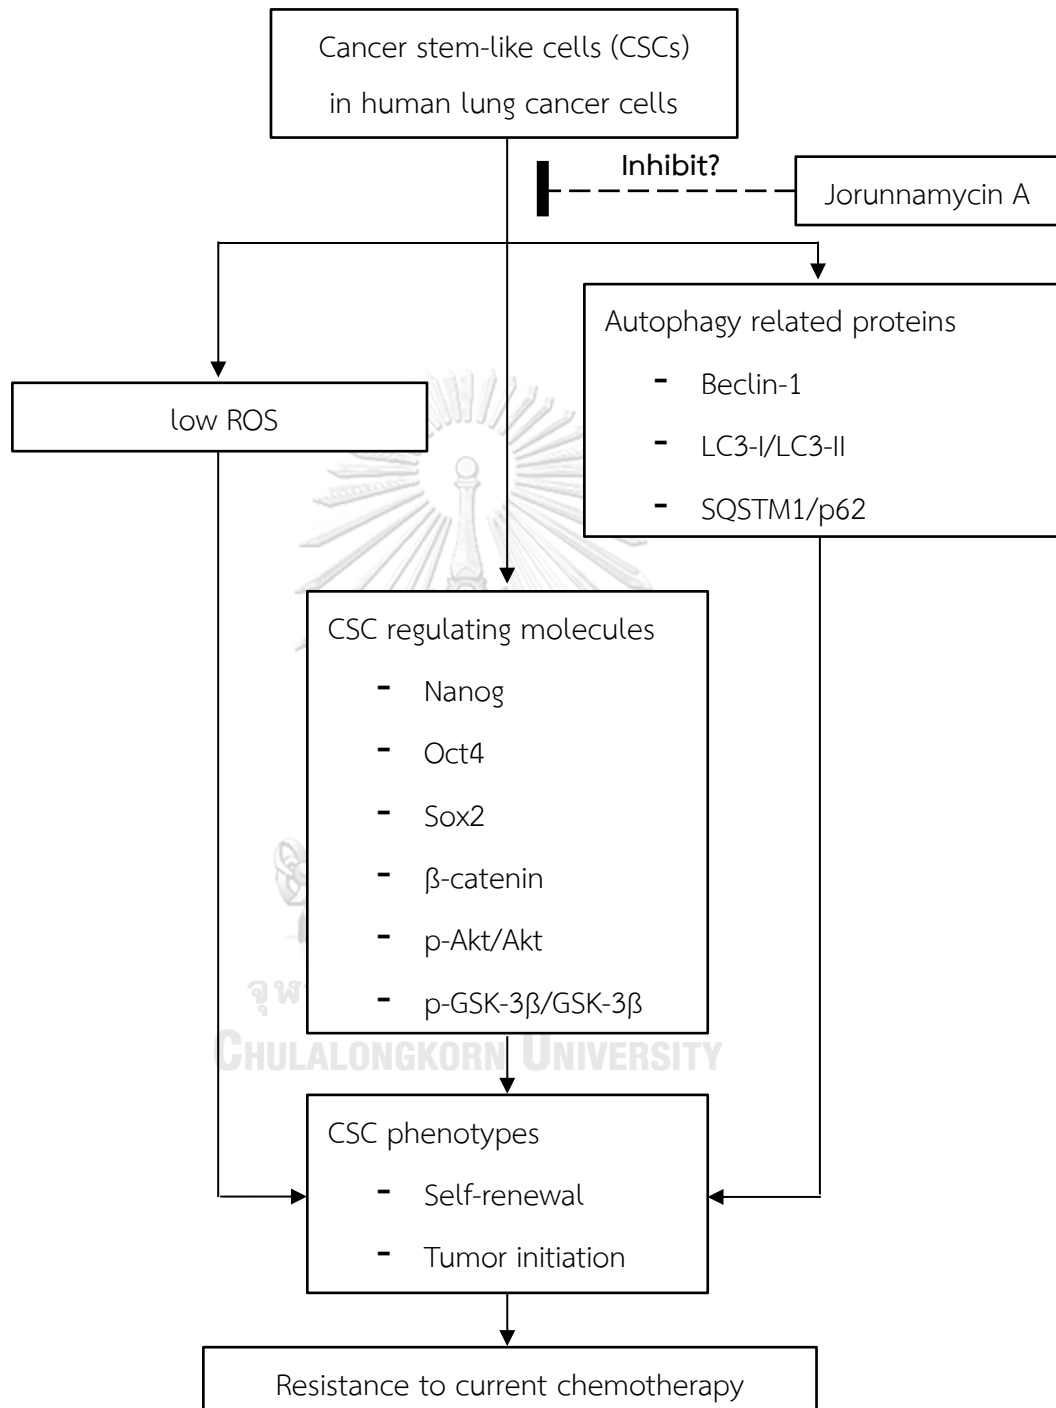 Cancer stem-like cells (CSCs)
in human lung cancer cells
Inhibit?
Jorunnamycin A
Autophagy related proteins
- Beclin-1
- LC3-I/LC3-II
- SQSTM1/p62
low ROS
CSC regulating molecules
- Nanog
- Oct4
- Sox2
- β-catenin
- p-Akt/Akt
- p-GSK-3β/GSK-3β
CHULALONGKORN UNIVERSITY
CSC phenotypes
- Self-renewal
- Tumor initiation
Resistance to current chemotherapy